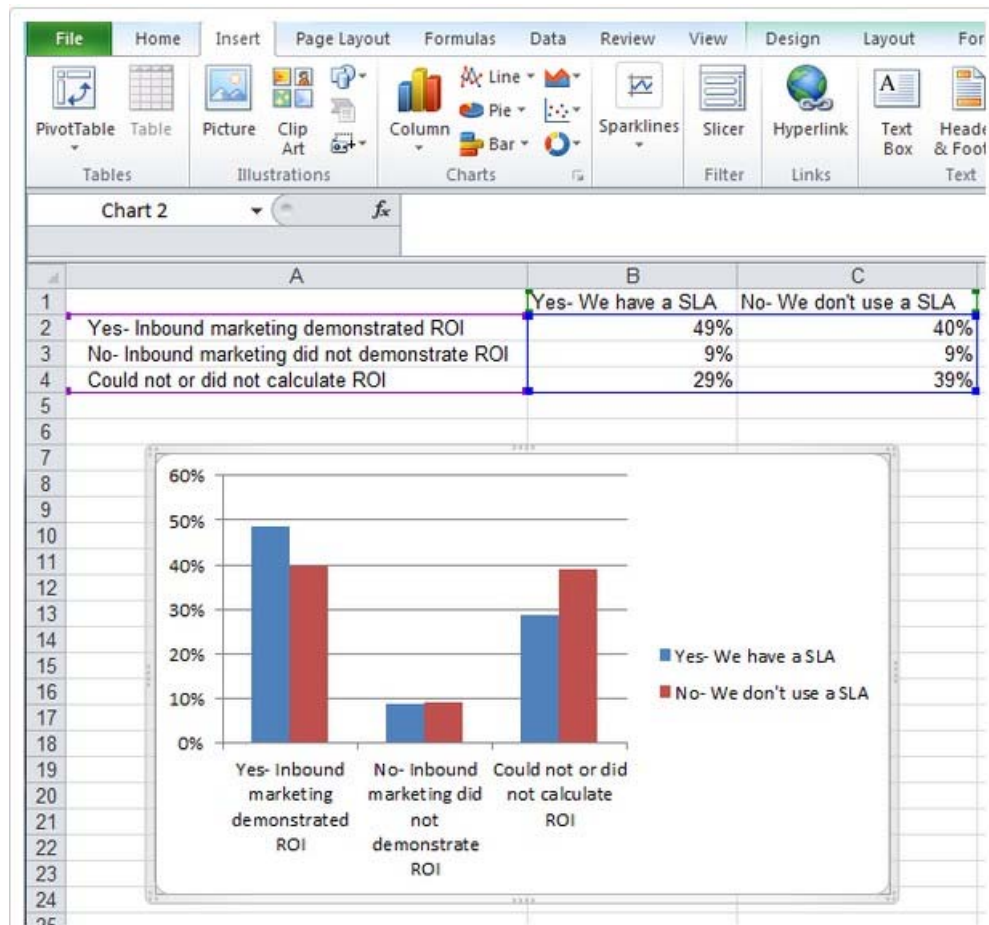 File Home Insert Page Layout Formulas Data Review View Design Layout For
Line
Pie
Bar
PivotTable Table Picture Clip Art Column Sparklines Slicer Hyperlink Text Box Heade & Foot
Tables Illustrations Charts Filter Links Text
Chart 2 fx
A B C
1 Yes- We have a SLA No- We don't use a SLA
2 Yes- Inbound marketing demonstrated ROI 49% 40%
3 No- Inbound marketing did not demonstrate ROI 9% 9%
4 Could not or did not calculate ROI 29% 39%
5
6
7
8
9
10
11
12
13
14
15
16
17
18
19
20
21
22
23
24
25
60%
50%
40%
30%
20%
10%
0%
Yes- Inbound
marketing
demonstrated
ROI
No- Inbound
marketing did
not
demonstrate
ROI
Could not or did
not calculate
ROI
Yes- We have a SLA
No- We don't use a SLA